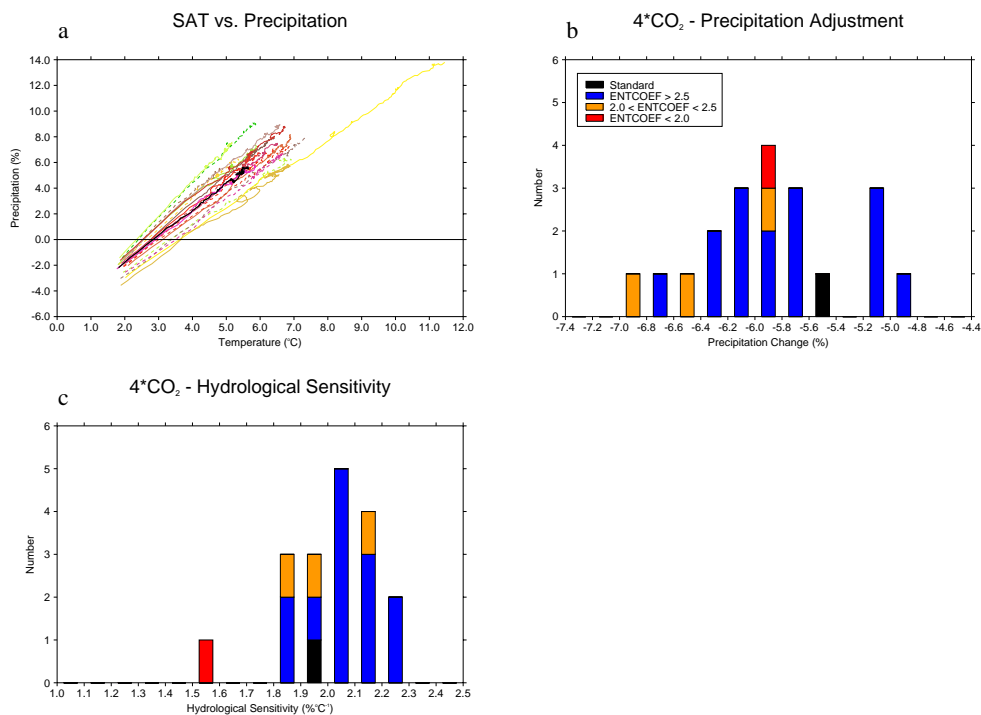 a
SAT vs. Precipitation
14.0
12.0
10.0
8.0
6.0
4.0
2.0
0.0
-2.0
-4.0
-6.0
Precipitation (%)
0.0 1.0 2.0 3.0 4.0 5.0 6.0 7.0 8.0 9.0 10.0 11.0 12.0
Temperature (°C)
b
4*CO₂ - Precipitation Adjustment
6
5
4
3
2
1
0
Number
Standard
ENTCOEF > 2.5
2.0 < ENTCOEF < 2.5
ENTCOEF < 2.0
-7.4 -7.2 -7.0 -6.8 -6.6 -6.4 -6.2 -6.0 -5.8 -5.6 -5.4 -5.2 -5.0 -4.8 -4.6 -4.4
Precipitation Change (%)
c
4*CO₂ - Hydrological Sensitivity
6
5
4
3
2
1
0
Number
1.0 1.1 1.2 1.3 1.4 1.5 1.6 1.7 1.8 1.9 2.0 2.1 2.2 2.3 2.4 2.5
Hydrological Sensitivity (%°C⁻¹)